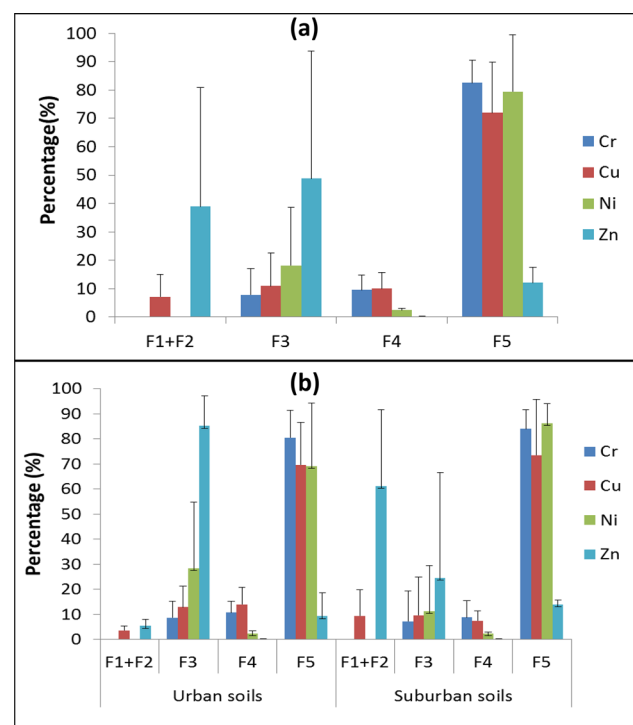 (a)
Percentage(%)
100
90
80
70
60
50
40
30
20
10
0
F1+F2 F3 F4 F5
Cr
Cu
Ni
Zn
(b)
Percentage (%)
100
90
80
70
60
50
40
30
20
10
0
F1+F2 F3 F4 F5 F1+F2 F3 F4 F5
Urban soils Suburban soils
Cr
Cu
Ni
Zn